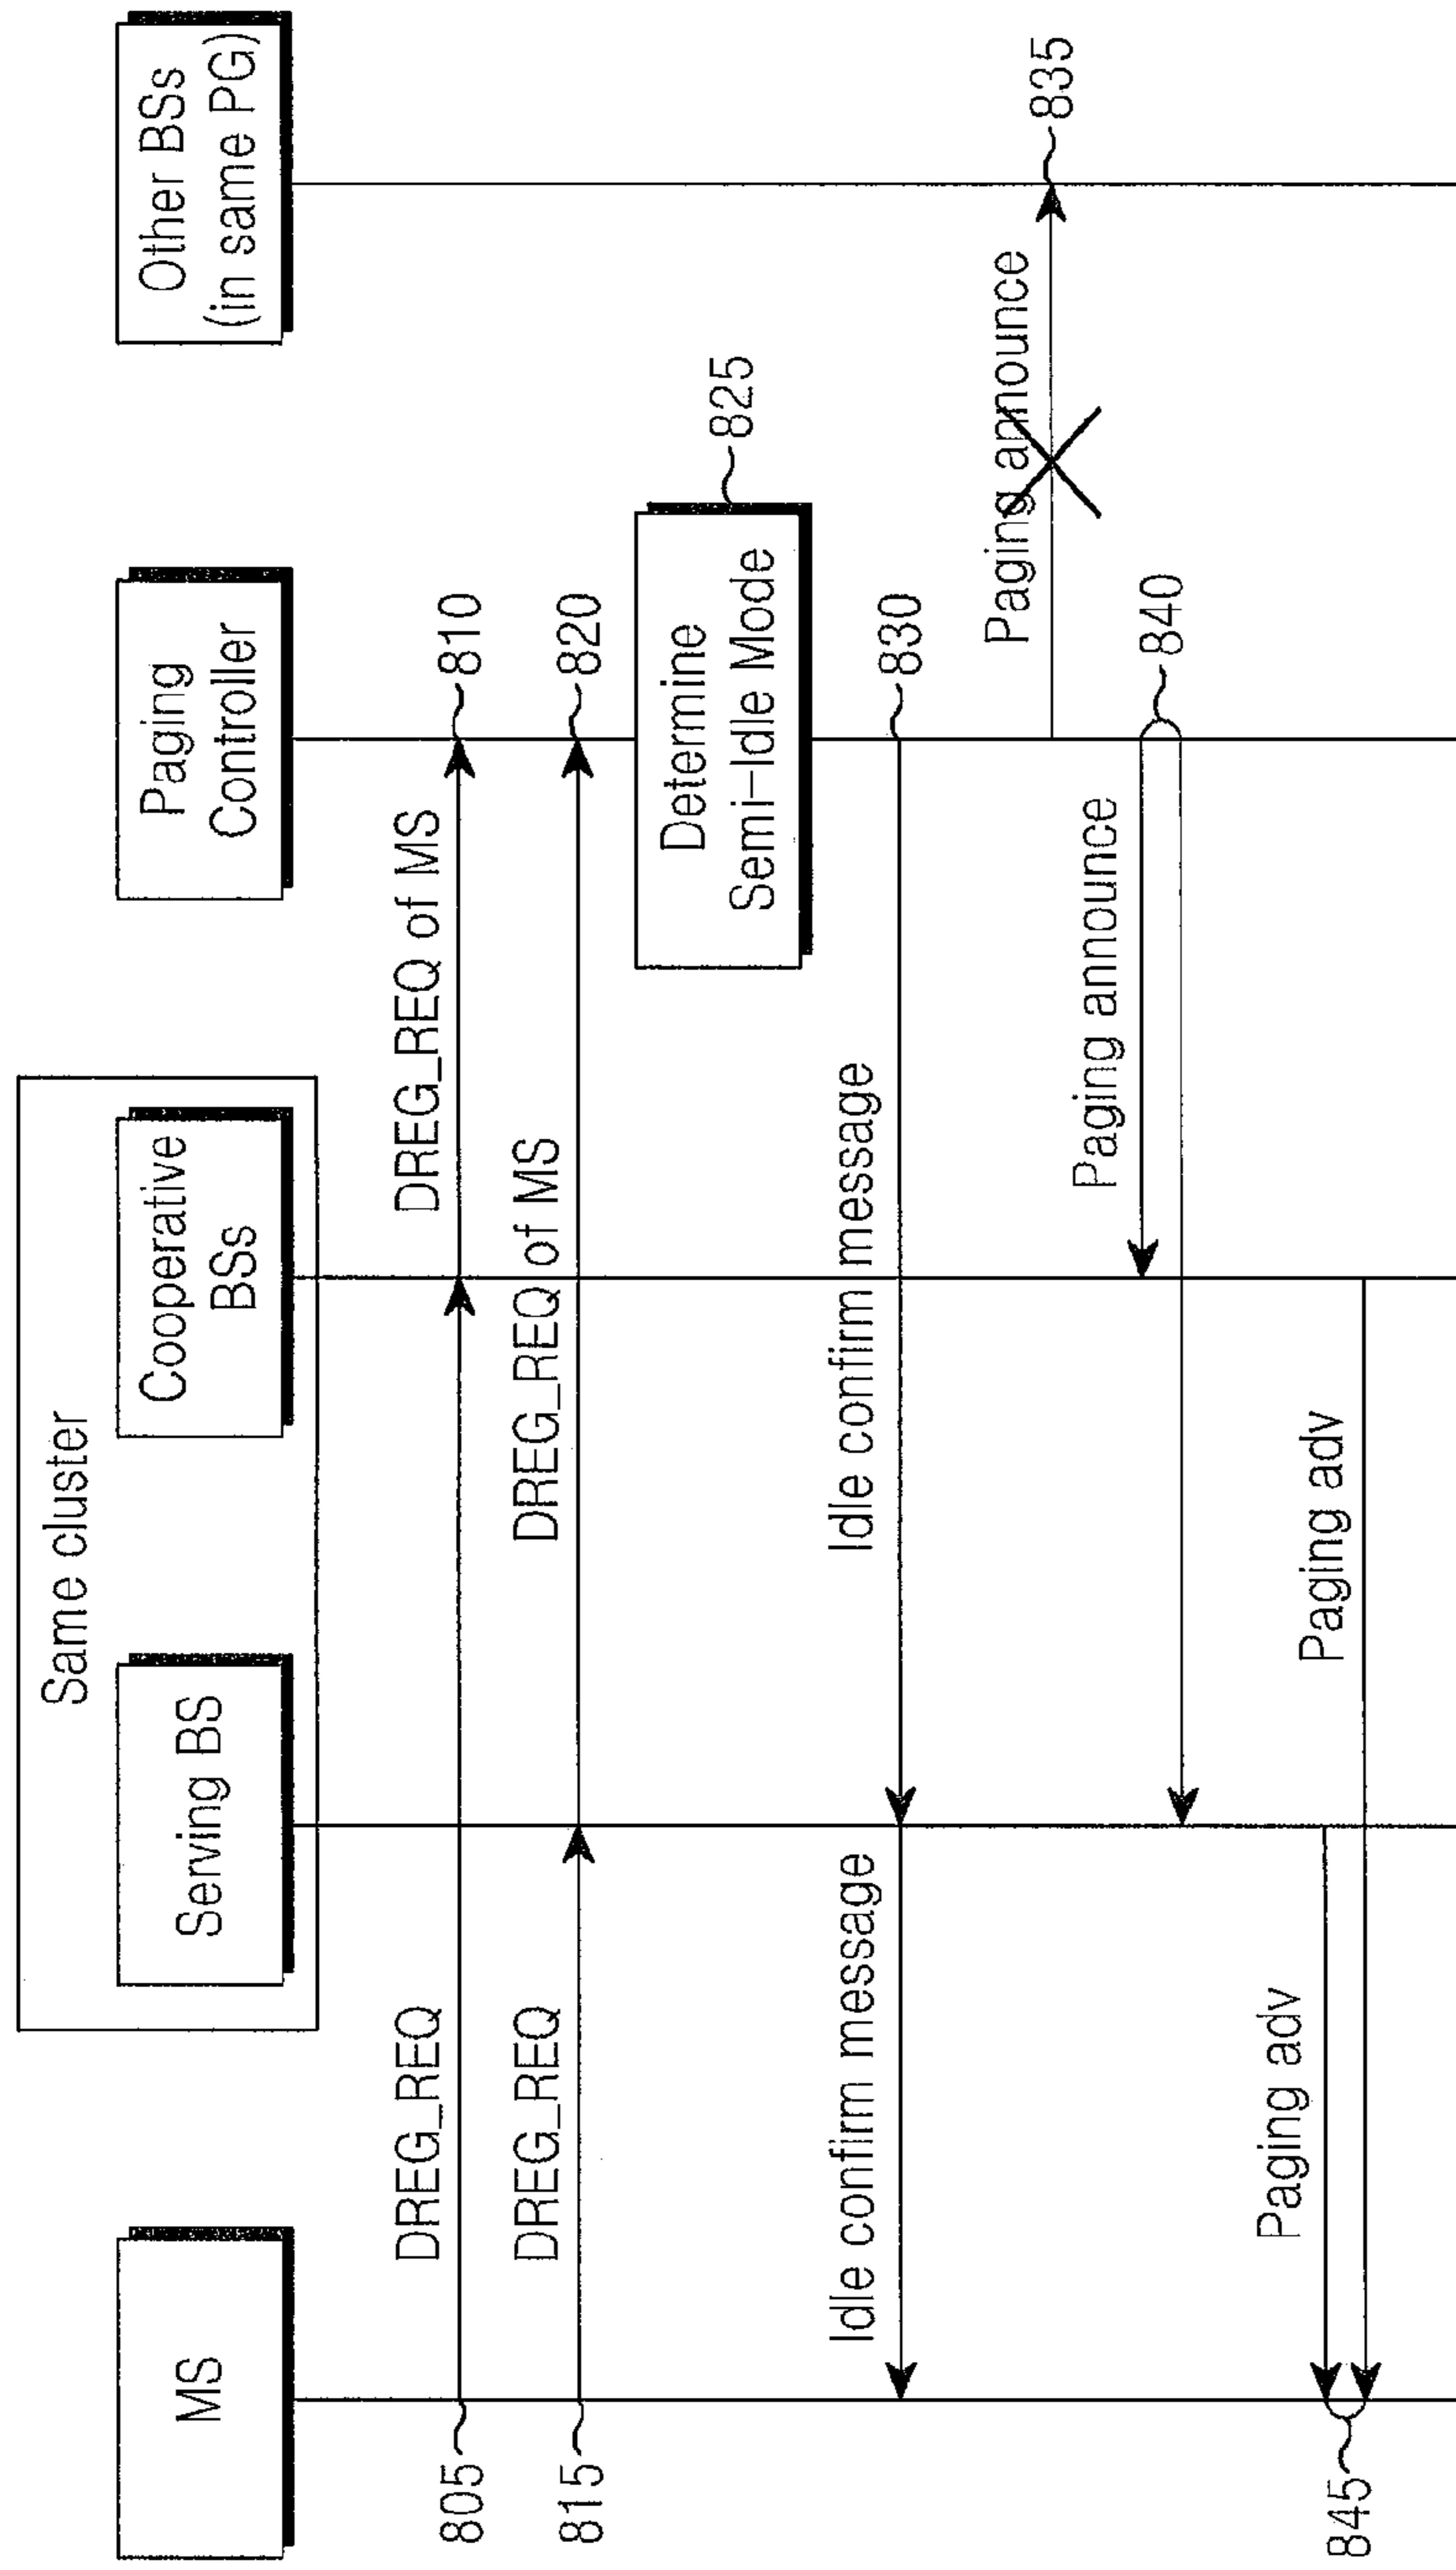 Same cluster
MS
Serving BS
Cooperative
BSs
Paging
Controller
Other BSs
(in same PG)
805
DREG_REQ
DREG_REQ of MS
810
815
DREG_REQ
DREG_REQ of MS
820
Determine
Semi-Idle Mode
825
Idle confirm message
Idle confirm message
830
Paging announce
835
Paging announce
840
Paging adv
Paging adv
845